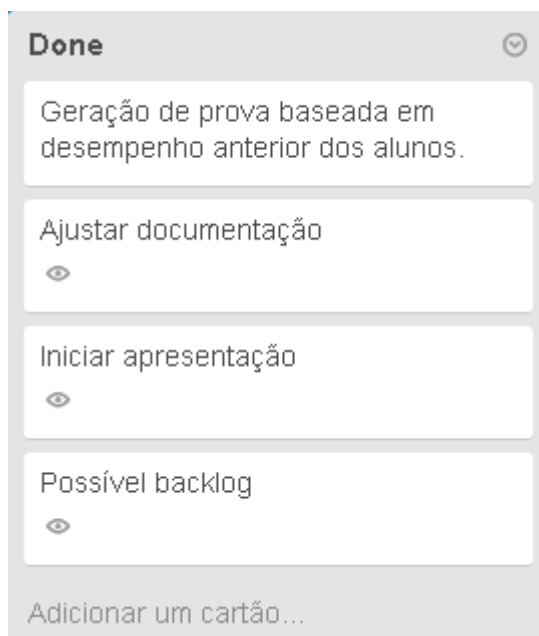 Done
Geração de prova baseada em
desempenho anterior dos alunos.
Ajustar documentação
Iniciar apresentação
Possível backlog
Adicionar um cartão...